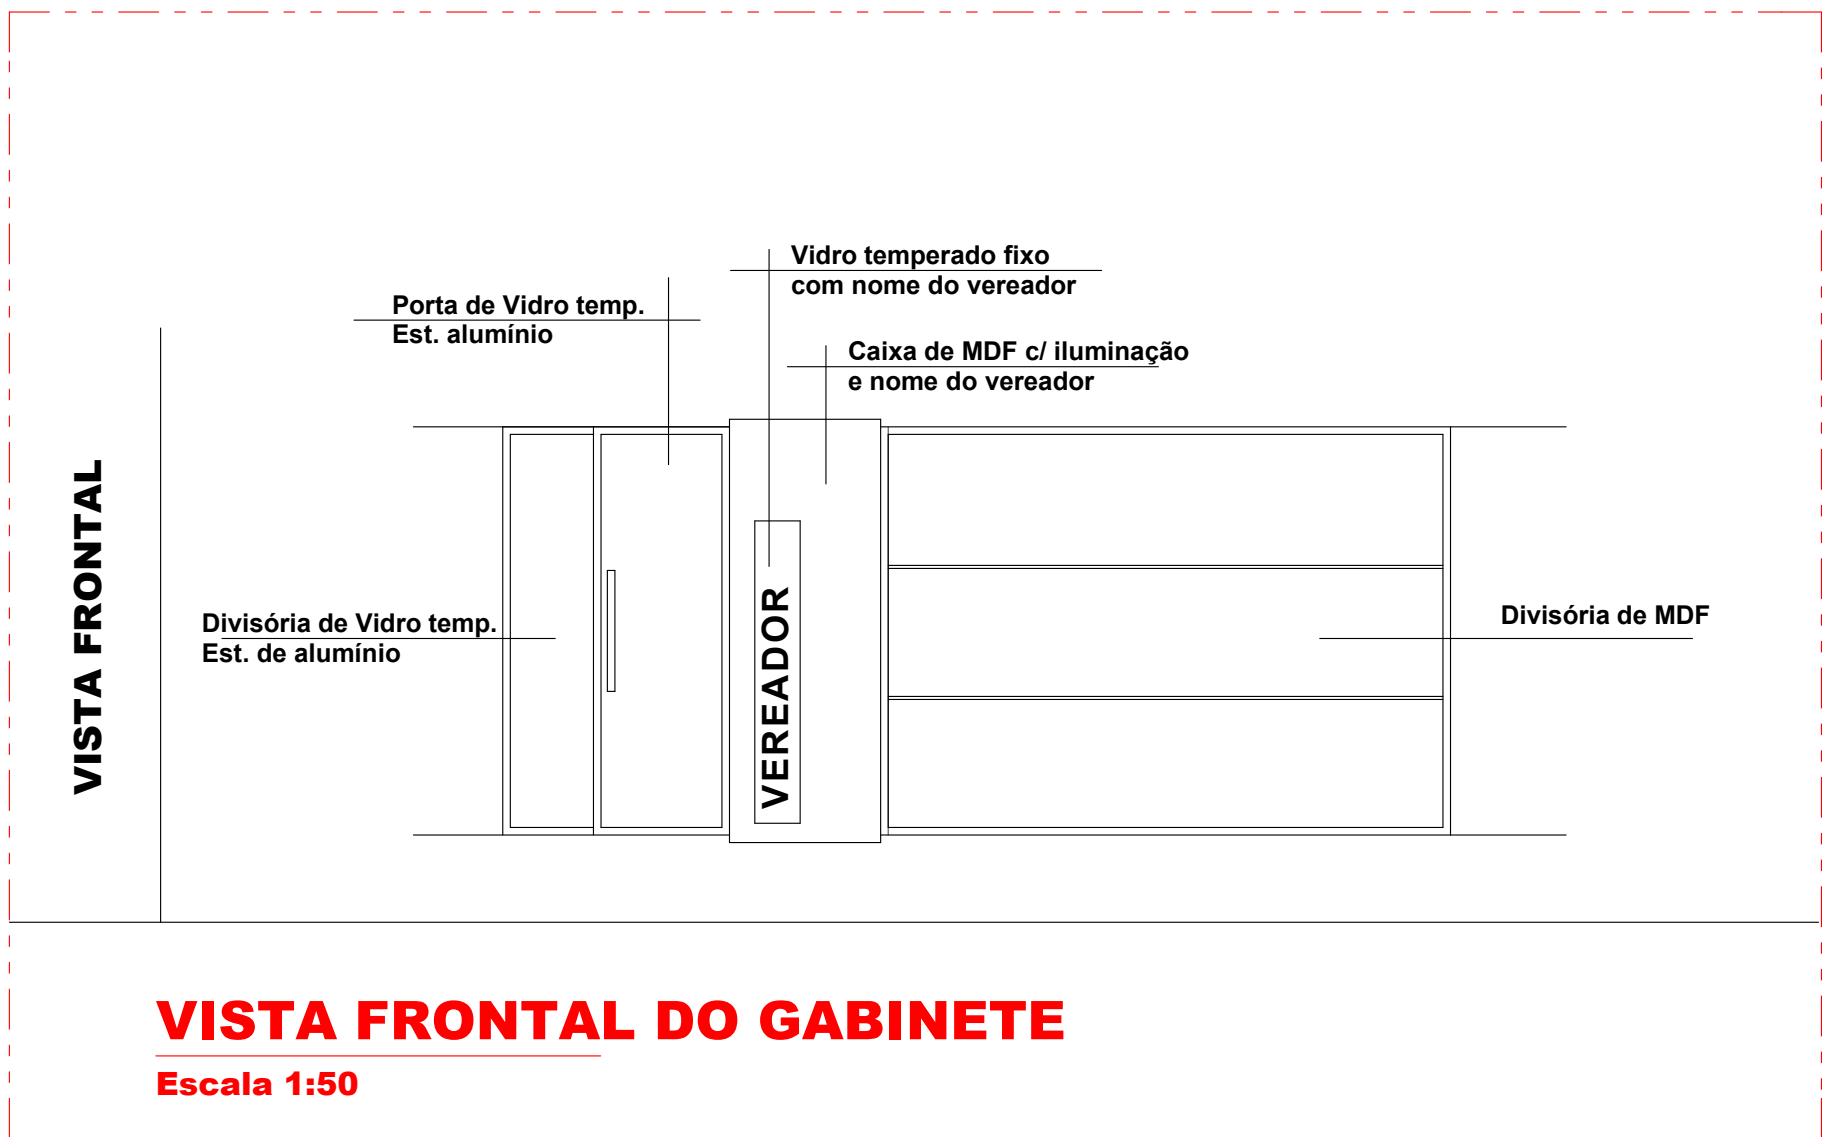 Vidro temperado fixo
com nome do vereador
Porta de Vidro temp.
Est. alumínio
Caixa de MDF c/ iluminação
e nome do vereador
VISTA FRONTAL
Divisória de Vidro temp.
Est. de alumínio
VEREADOR
Divisória de MDF
VISTA FRONTAL DO GABINETE
Escala 1:50